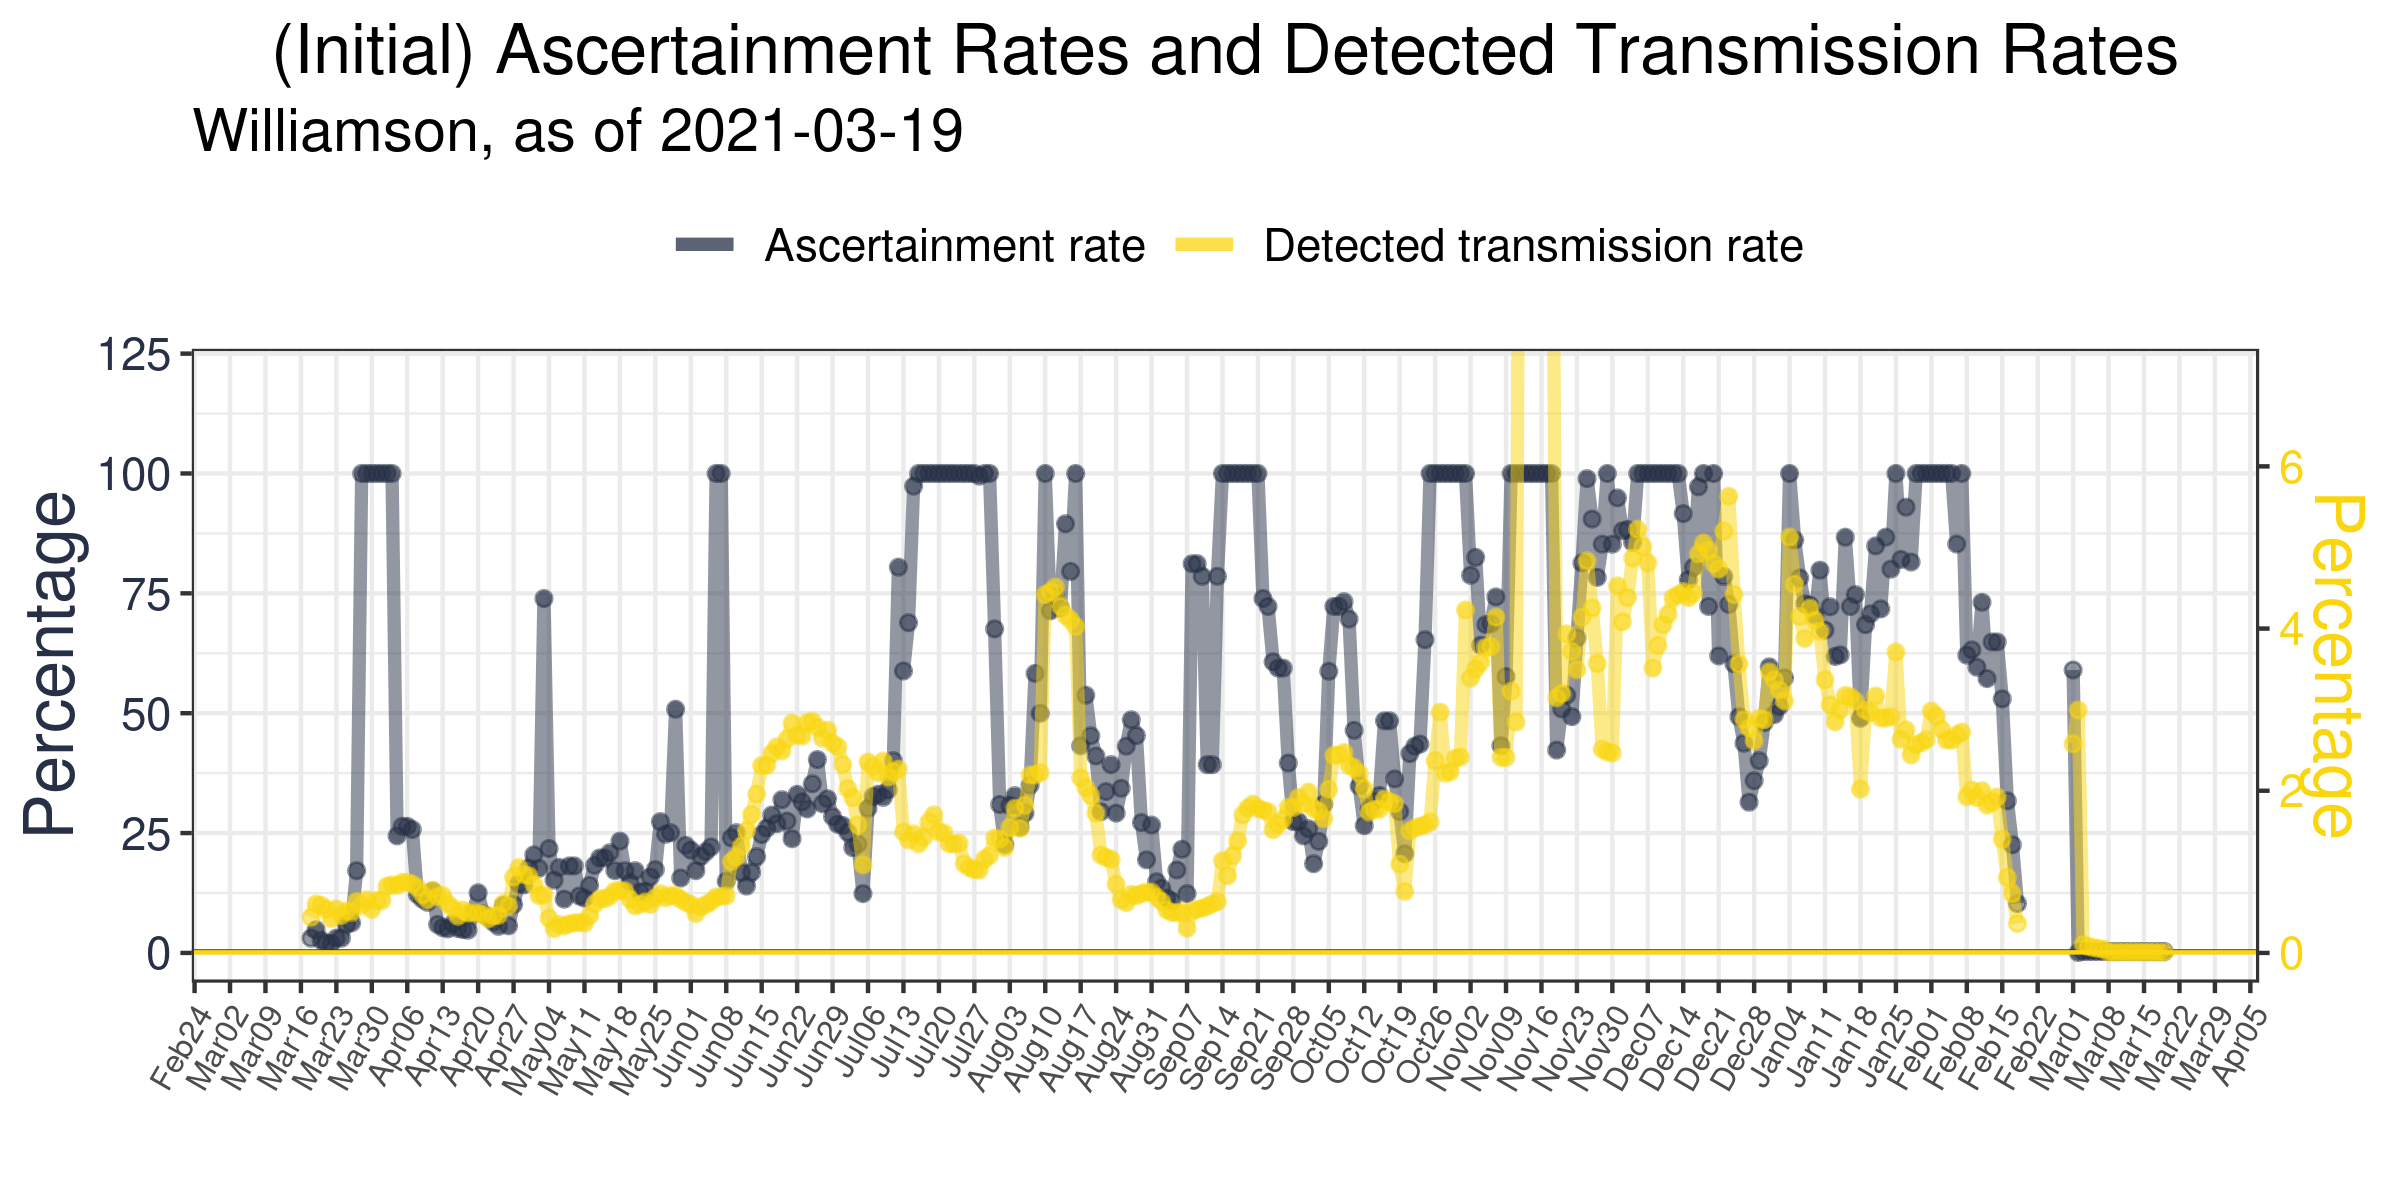 (Initial) Ascertainment Rates and Detected Transmission Rates
Williamson, as of 2021-03-19
Ascertainment rate Detected transmission rate
Percentage
125
100
75
50
25
0
6
4
2
0
Percentage
Feb24 Mar02 Mar09 Mar16 Mar23 Mar30 Apr06 Apr13 Apr20 Apr27 May04 May11 May18 May25 Jun01 Jun08 Jun15 Jun22 Jun29 Jul06 Jul13 Jul20 Jul27 Aug03 Aug10 Aug17 Aug24 Aug31 Sep07 Sep14 Sep21 Sep28 Oct05 Oct12 Oct19 Oct26 Nov02 Nov09 Nov16 Nov23 Nov30 Dec07 Dec14 Dec21 Dec28 Jan04 Jan11 Jan18 Jan25 Feb01 Feb08 Feb15 Feb22 Mar01 Mar08 Mar15 Mar22 Mar29 Apr05